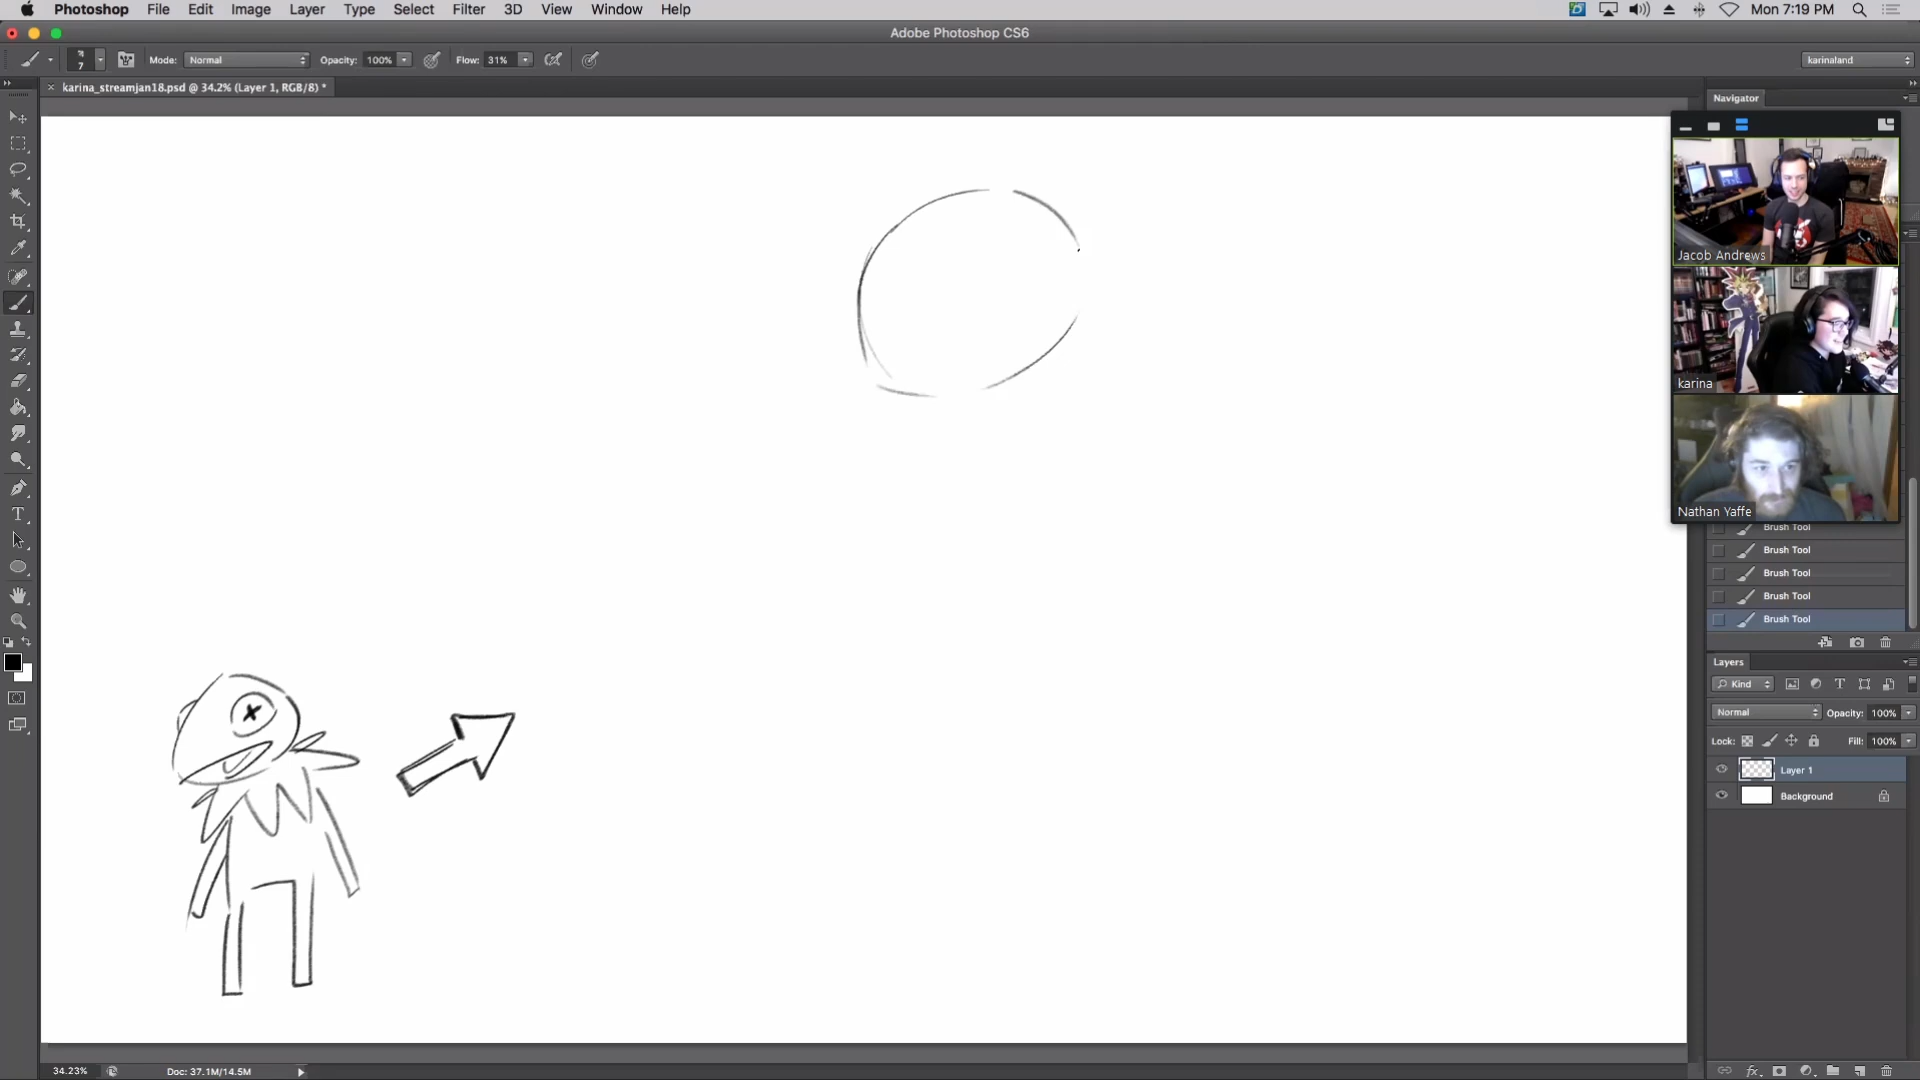 Photoshop File Edit Image Layer Type Select Filter 3D View Window Help Mon 7:19 PM
Adobe Photoshop CS6
7 Mode: Normal Opacity: 100% Flow: 31% karinaland
karina_streamjan18.psd @ 34.2% (Layer 1, RGB/8) *
Navigator
Jacob Andrews
karina
Nathan Yaffe
Brush Tool
Brush Tool
Brush Tool
Brush Tool
Brush Tool
Layers
Kind
Normal Opacity: 100%
Lock: Fill: 100%
Layer 1
Background
34.23% Doc: 37.1M/14.5M